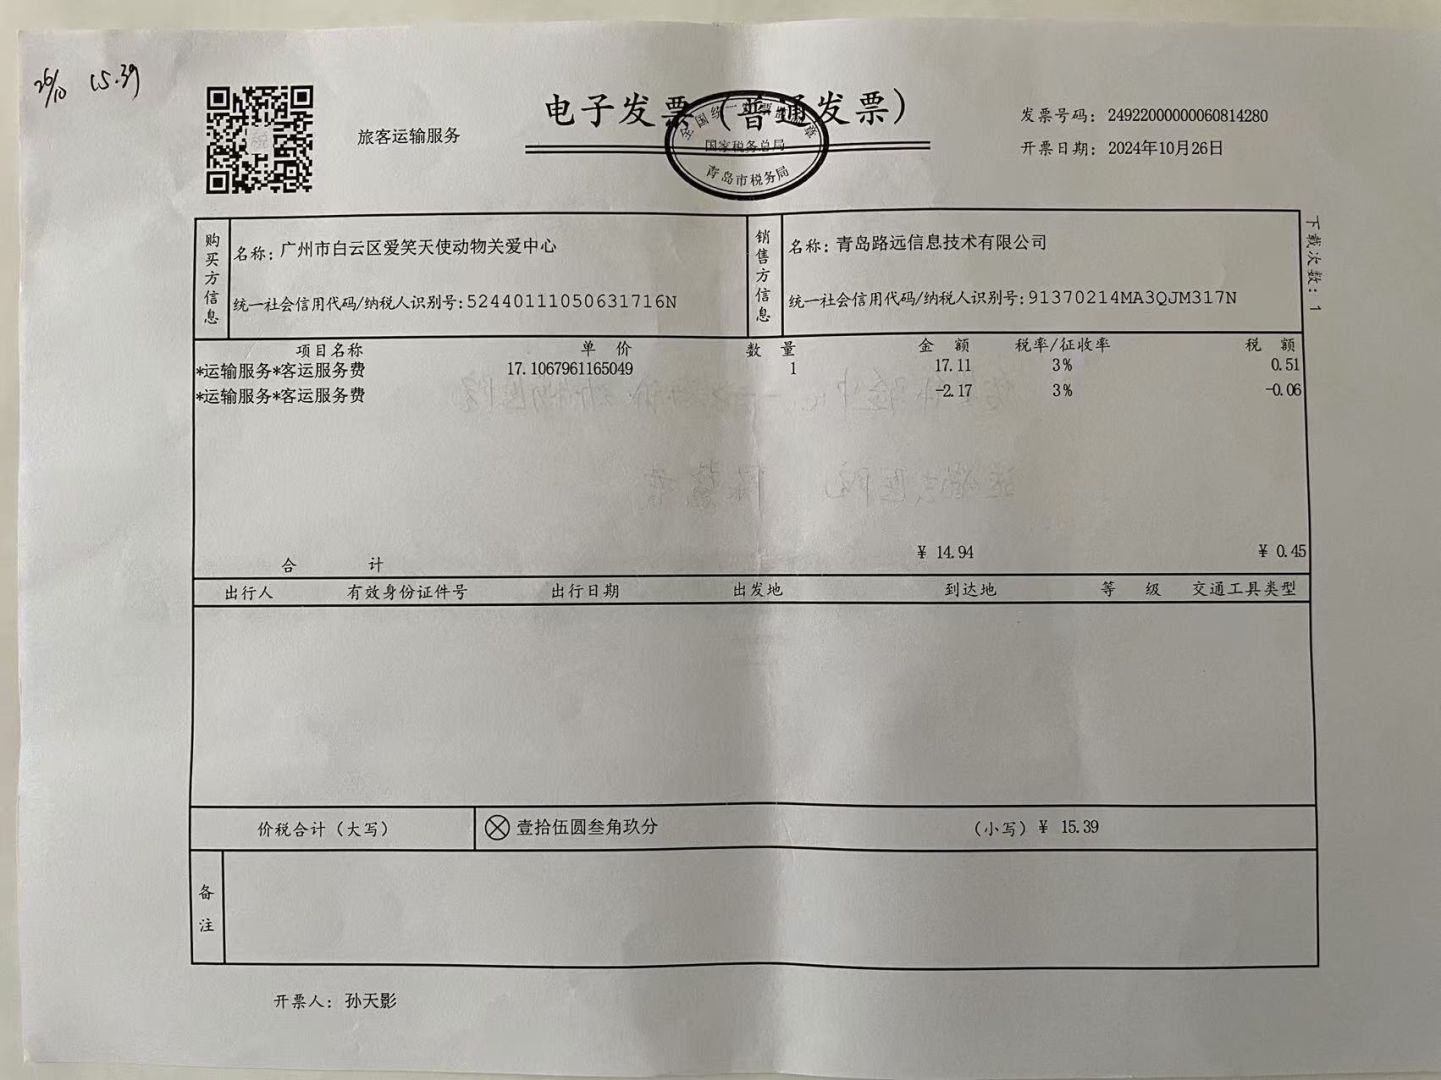 26/10 15.39
电子发票（普通发票）
旅客运输服务
全国统一发票监制章
国家税务总局
青岛市税务局
发票号码：24922000000060814280
开票日期：2024年10月26日
购买方信息
名称：广州市白云区爱笑天使动物关爱中心
统一社会信用代码/纳税人识别号：52440111050631716N
销售方信息
名称：青岛路远信息技术有限公司
统一社会信用代码/纳税人识别号：91370214MA3QJM317N
下载次数：1
项目名称 单价 数量 金额 税率/征收率 税额
*运输服务*客运服务费 17.1067961165049 1 17.11 3% 0.51
*运输服务*客运服务费 -2.17 3% -0.06
合计 ¥14.94 ¥0.45
出行人 有效身份证件号 出行日期 出发地 到达地 等级 交通工具类型
价税合计（大写） 壹拾伍圆叁角玖分 （小写）¥ 15.39
备注
开票人：孙天影